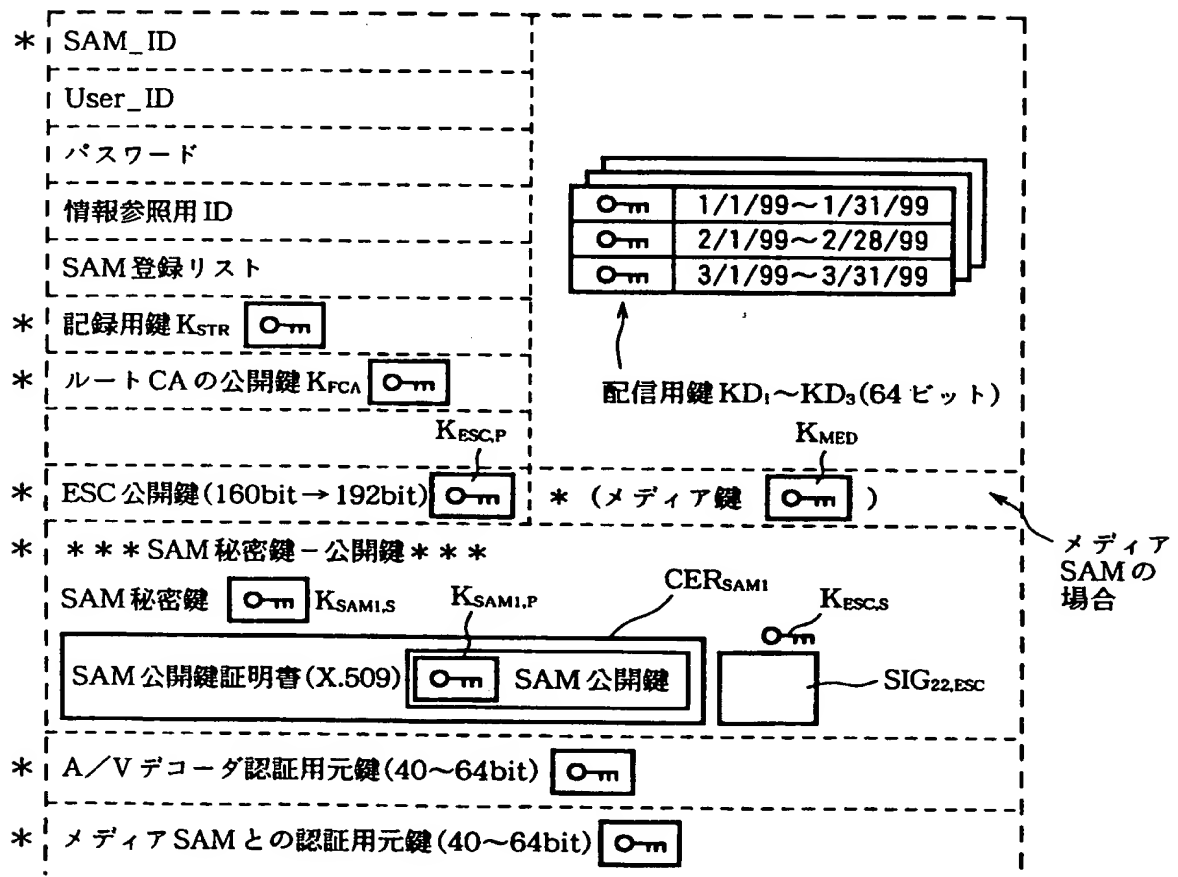 * SAM_ID
User_ID
パスワード
情報参照用ID
SAM登録リスト
* 記録用鍵 K_STR
* ルートCAの公開鍵 K_FCA
1/1/99~1/31/99
2/1/99~2/28/99
3/1/99~3/31/99
配信用鍵 KD₁~KD₃(64ビット)
K_ESC,P
K_MED
* ESC公開鍵(160bit→192bit)
* (メディア鍵 )
メディア
SAMの
場合
* ***SAM秘密鍵-公開鍵***
SAM秘密鍵 K_SAM1,S
K_SAM1,P
CER_SAM1
K_ESC,S
SAM公開鍵証明書(X.509) SAM公開鍵
SIG_22,ESC
* A/Vデコーダ認証用元鍵(40~64bit)
* メディアSAMとの認証用元鍵(40~64bit)